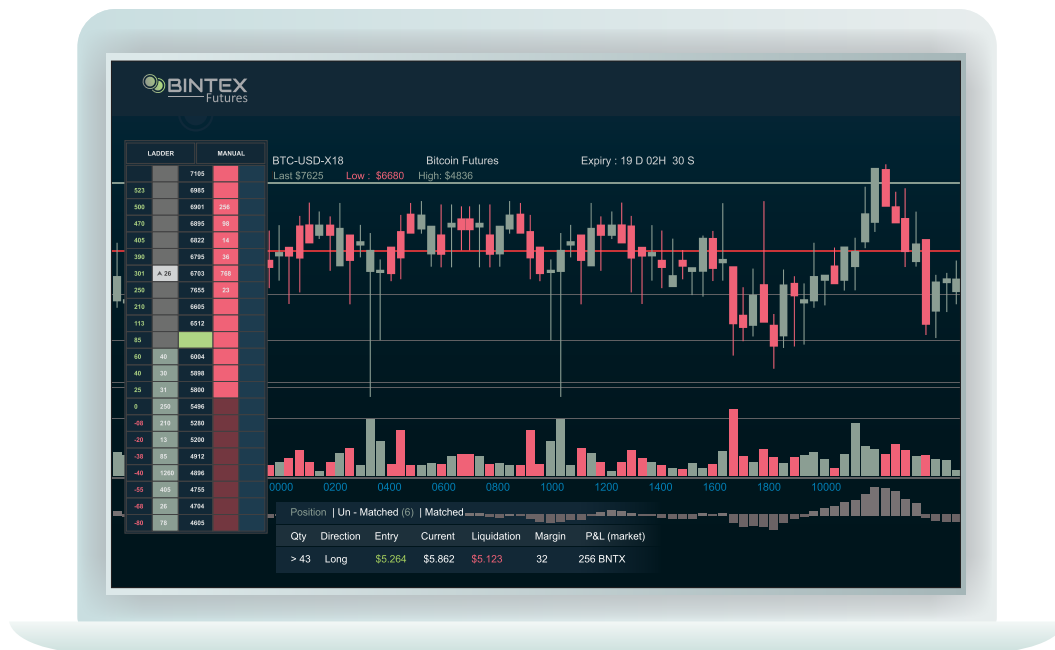 BINTEX
Futures
LADDER MANUAL
BTC-USD-X18 Bitcoin Futures Expiry : 19 D 02H 30 S
Last $7625 Low : $6680 High: $4836
7105
523 6985
500 6901 256
470 6895 98
405 6822 14
390 6795 36
301 26 6703 768
250 7655 23
210 6605
113 6512
85
60 40 6004
40 30 5898
25 31 5800
0 250 5496
-08 210 5280
-20 13 5200
-38 85 4912
-40 1260 4896
-55 405 4755
-68 26 4704
-80 78 4605
0000 0200 0400 0600 0800 1000 1200 1400 1600 1800 10000
Position | Un - Matched (6) | Matched
Qty Direction Entry Current Liquidation Margin P&L (market)
> 43 Long $5.264 $5.862 $5.123 32 256 BNTX